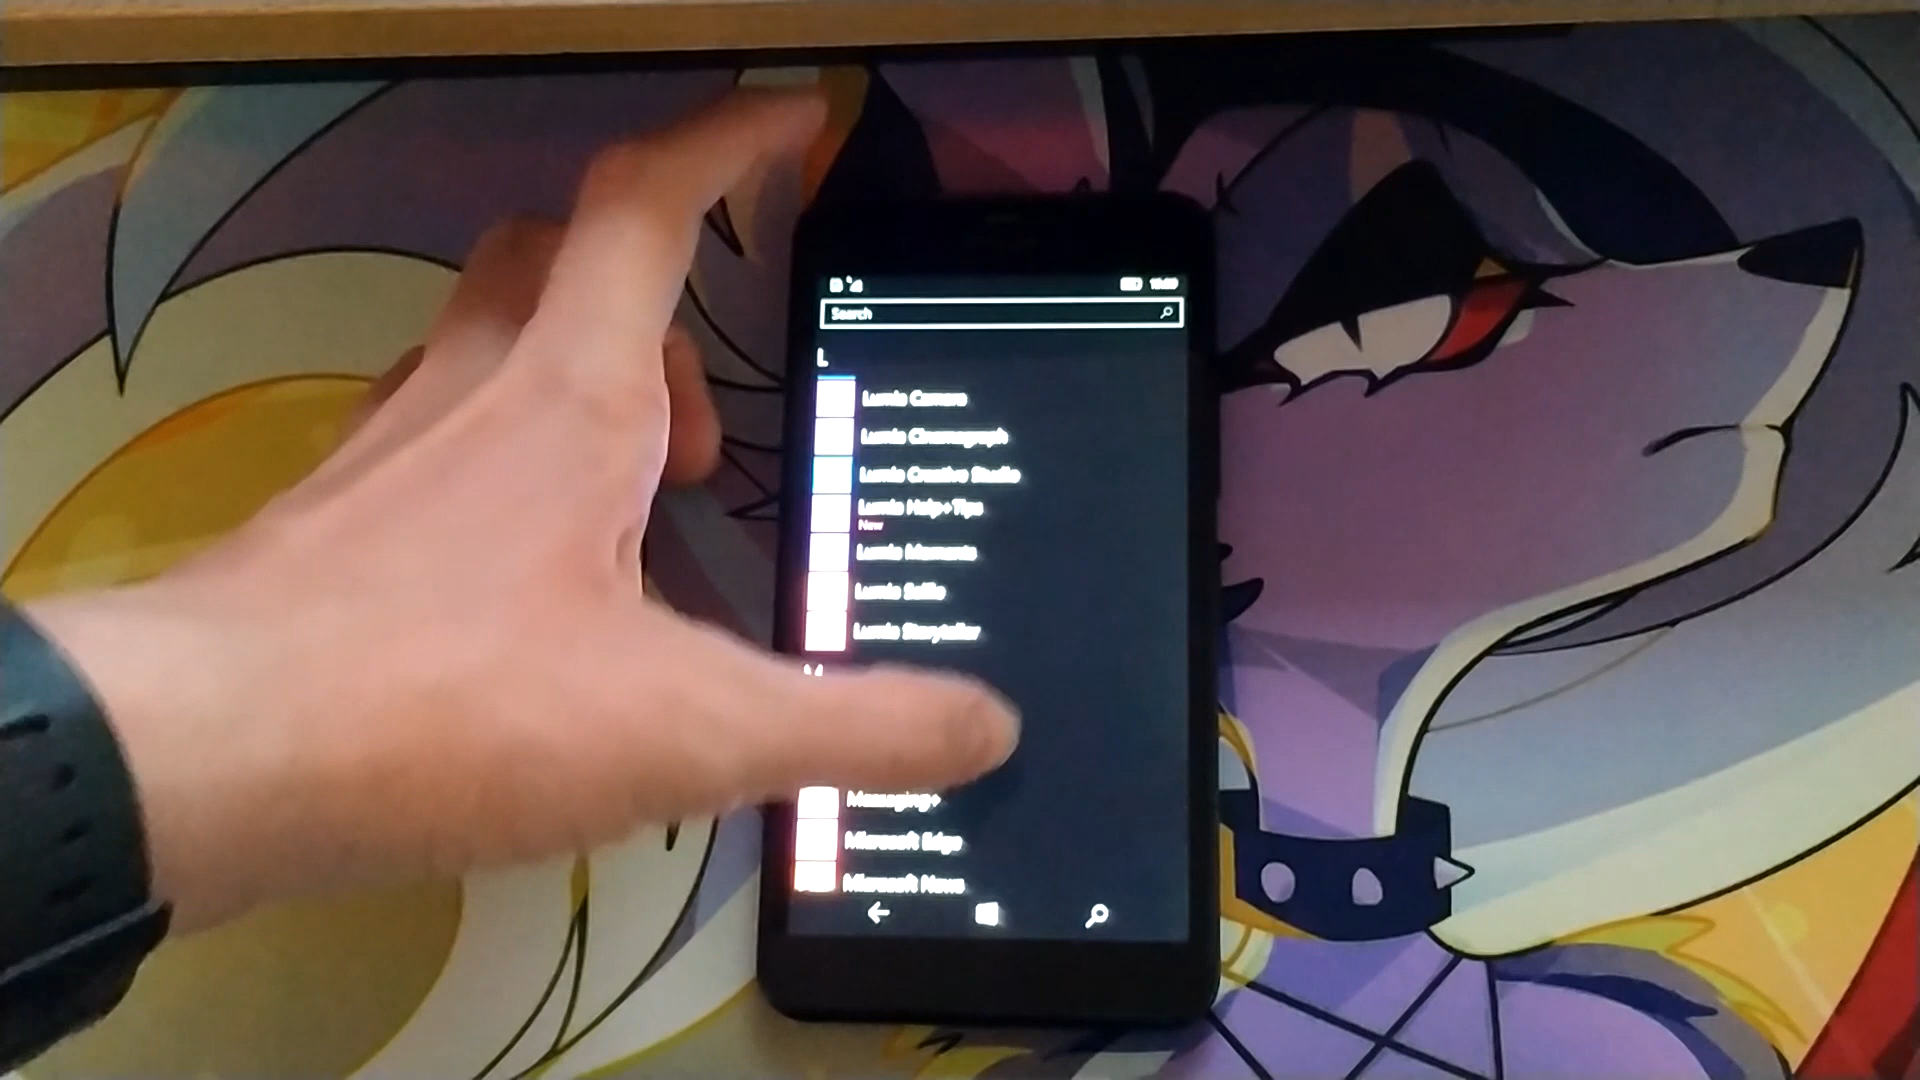 Search
L
Lumia Camera
Lumia Cinemagraph
Lumia Creative Studio
Lumia Help+Tips
New
Lumia Moments
Lumia Selfie
Lumia Storyteller
M
Messaging+
Microsoft Edge
Microsoft News